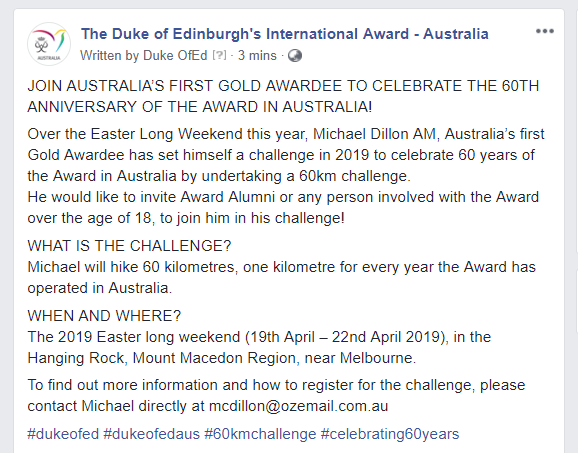 The Duke of Edinburgh's International Award - Australia
Written by Duke OfEd [?] · 3 mins ·
JOIN AUSTRALIA'S FIRST GOLD AWARDEE TO CELEBRATE THE 60TH
ANNIVERSARY OF THE AWARD IN AUSTRALIA!
Over the Easter Long Weekend this year, Michael Dillon AM, Australia's first
Gold Awardee has set himself a challenge in 2019 to celebrate 60 years of
the Award in Australia by undertaking a 60km challenge.
He would like to invite Award Alumni or any person involved with the Award
over the age of 18, to join him in his challenge!
WHAT IS THE CHALLENGE?
Michael will hike 60 kilometres, one kilometre for every year the Award has
operated in Australia.
WHEN AND WHERE?
The 2019 Easter long weekend (19th April – 22nd April 2019), in the
Hanging Rock, Mount Macedon Region, near Melbourne.
To find out more information and how to register for the challenge, please
contact Michael directly at mcdillon@ozemail.com.au
#dukeofed #dukeofedaus #60kmchallenge #celebrating60years